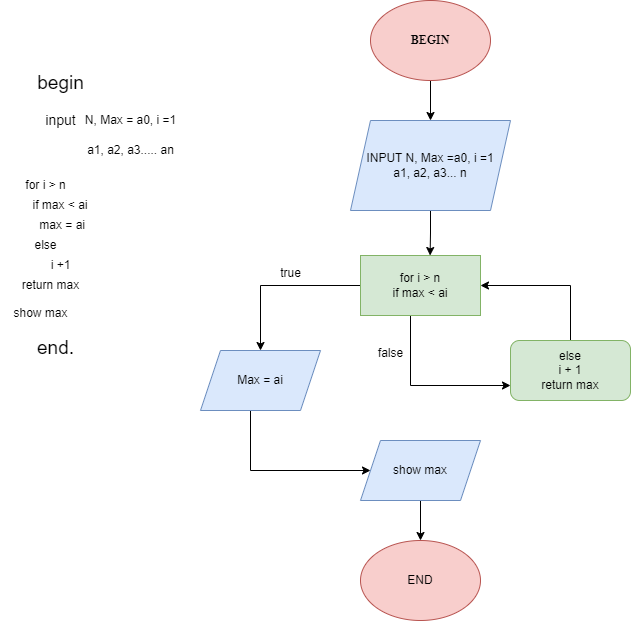 begin
input N, Max = a0, i =1
a1, a2, a3..... an
for i > n
if max < ai
max = ai
else
i +1
return max
show max
end.
BEGIN
INPUT N, Max =a0, i =1
a1, a2, a3... n
for i > n
if max < ai
true
false
else
i + 1
return max
Max = ai
show max
END